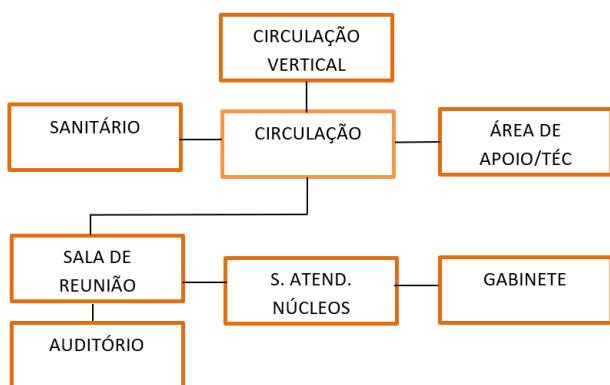 CIRCULAÇÃO
VERTICAL
SANITÁRIO
CIRCULAÇÃO
ÁREA DE
APOIO/TÉC
SALA DE
REUNIÃO
S. ATEND.
NÚCLEOS
GABINETE
AUDITÓRIO